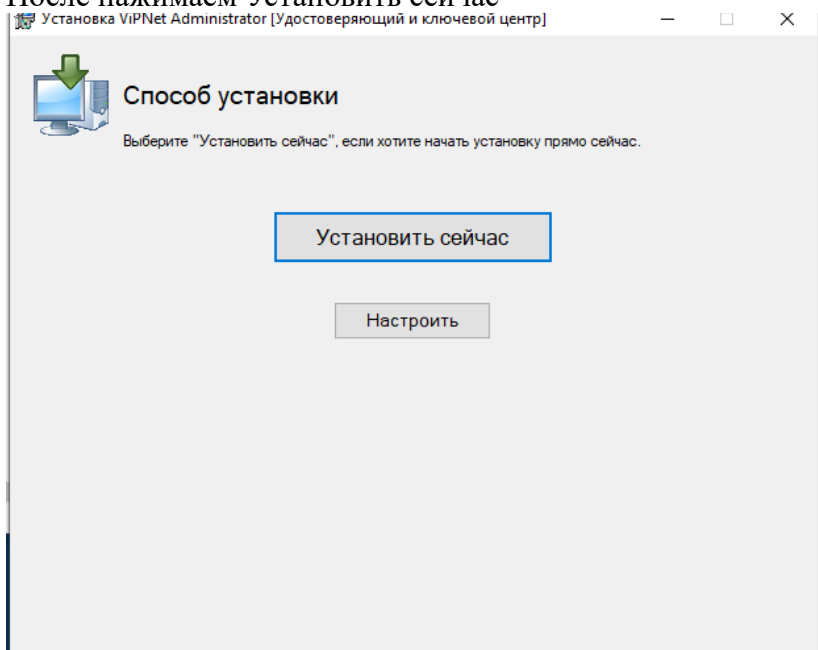 После нажимаем Установить сейчас
Установка ViPNet Administrator [Удостоверяющий и ключевой центр]
Способ установки
Выберите "Установить сейчас", если хотите начать установку прямо сейчас.
Установить сейчас
Настроить